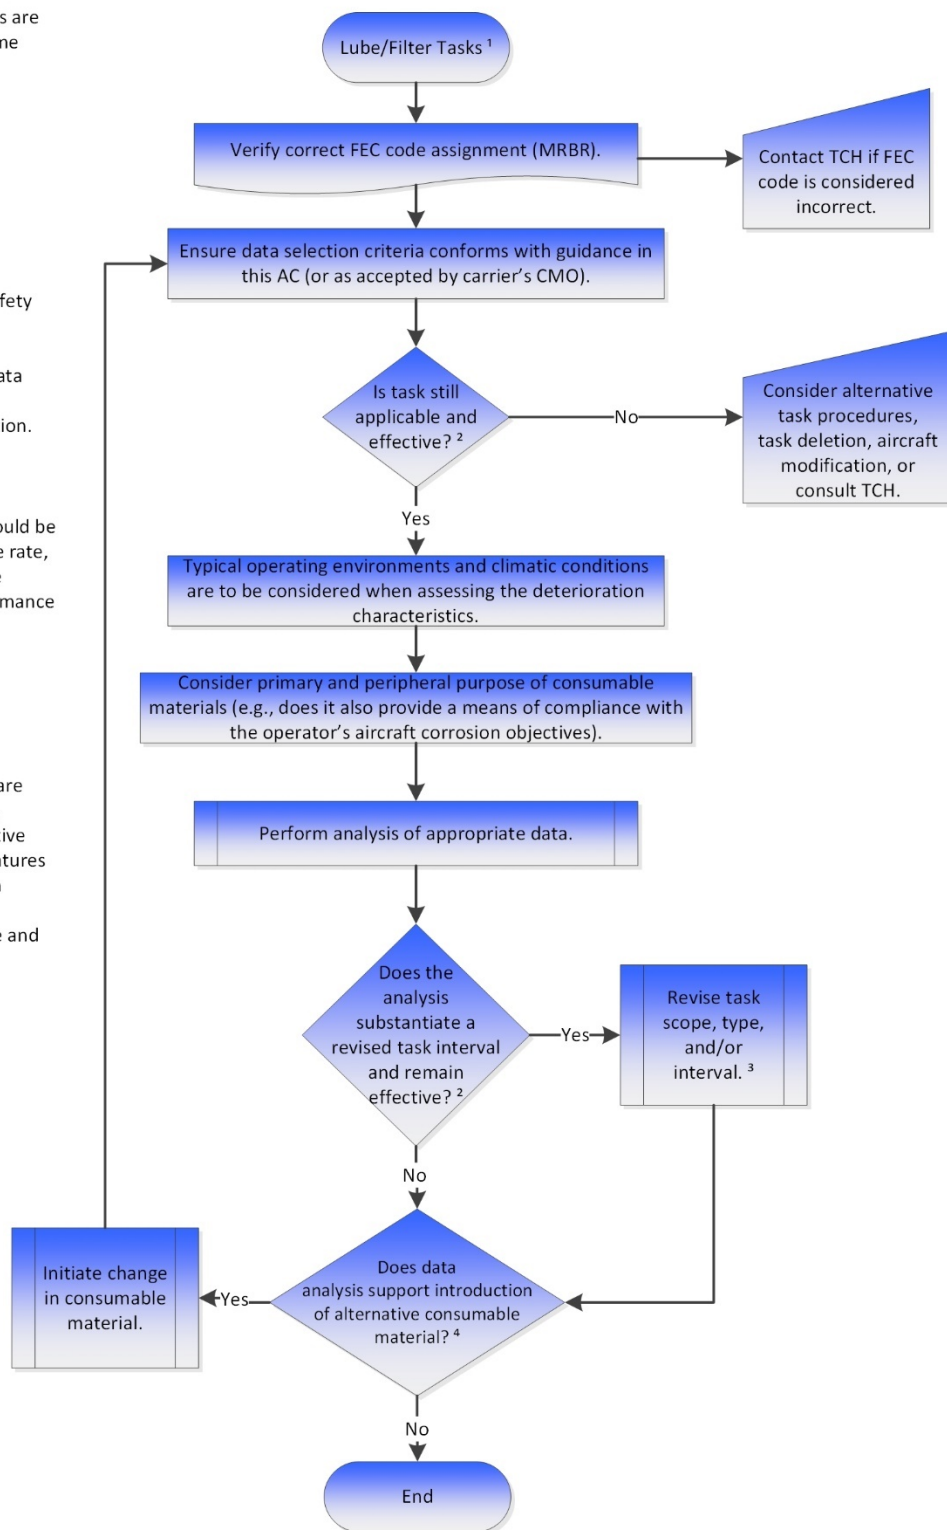 s are
ne
fety
ata
ion.
ould be
e rate,
e
rmance
are
tive
atures
n
e and
Lube/Filter Tasks ¹
Verify correct FEC code assignment (MRBR).
Contact TCH if FEC
code is considered
incorrect.
Ensure data selection criteria conforms with guidance in
this AC (or as accepted by carrier’s CMO).
Is task still
applicable and
effective? ²
No
Consider alternative
task procedures,
task deletion, aircraft
modification, or
consult TCH.
Yes
Typical operating environments and climatic conditions
are to be considered when assessing the deterioration
characteristics.
Consider primary and peripheral purpose of consumable
materials (e.g., does it also provide a means of compliance with
the operator’s aircraft corrosion objectives).
Perform analysis of appropriate data.
Does the
analysis
substantiate a
revised task interval
and remain
effective? ²
Yes
Revise task
scope, type,
and/or
interval. ³
No
Does data
analysis support introduction
of alternative consumable
material? ⁴
Yes
Initiate change
in consumable
material.
No
End